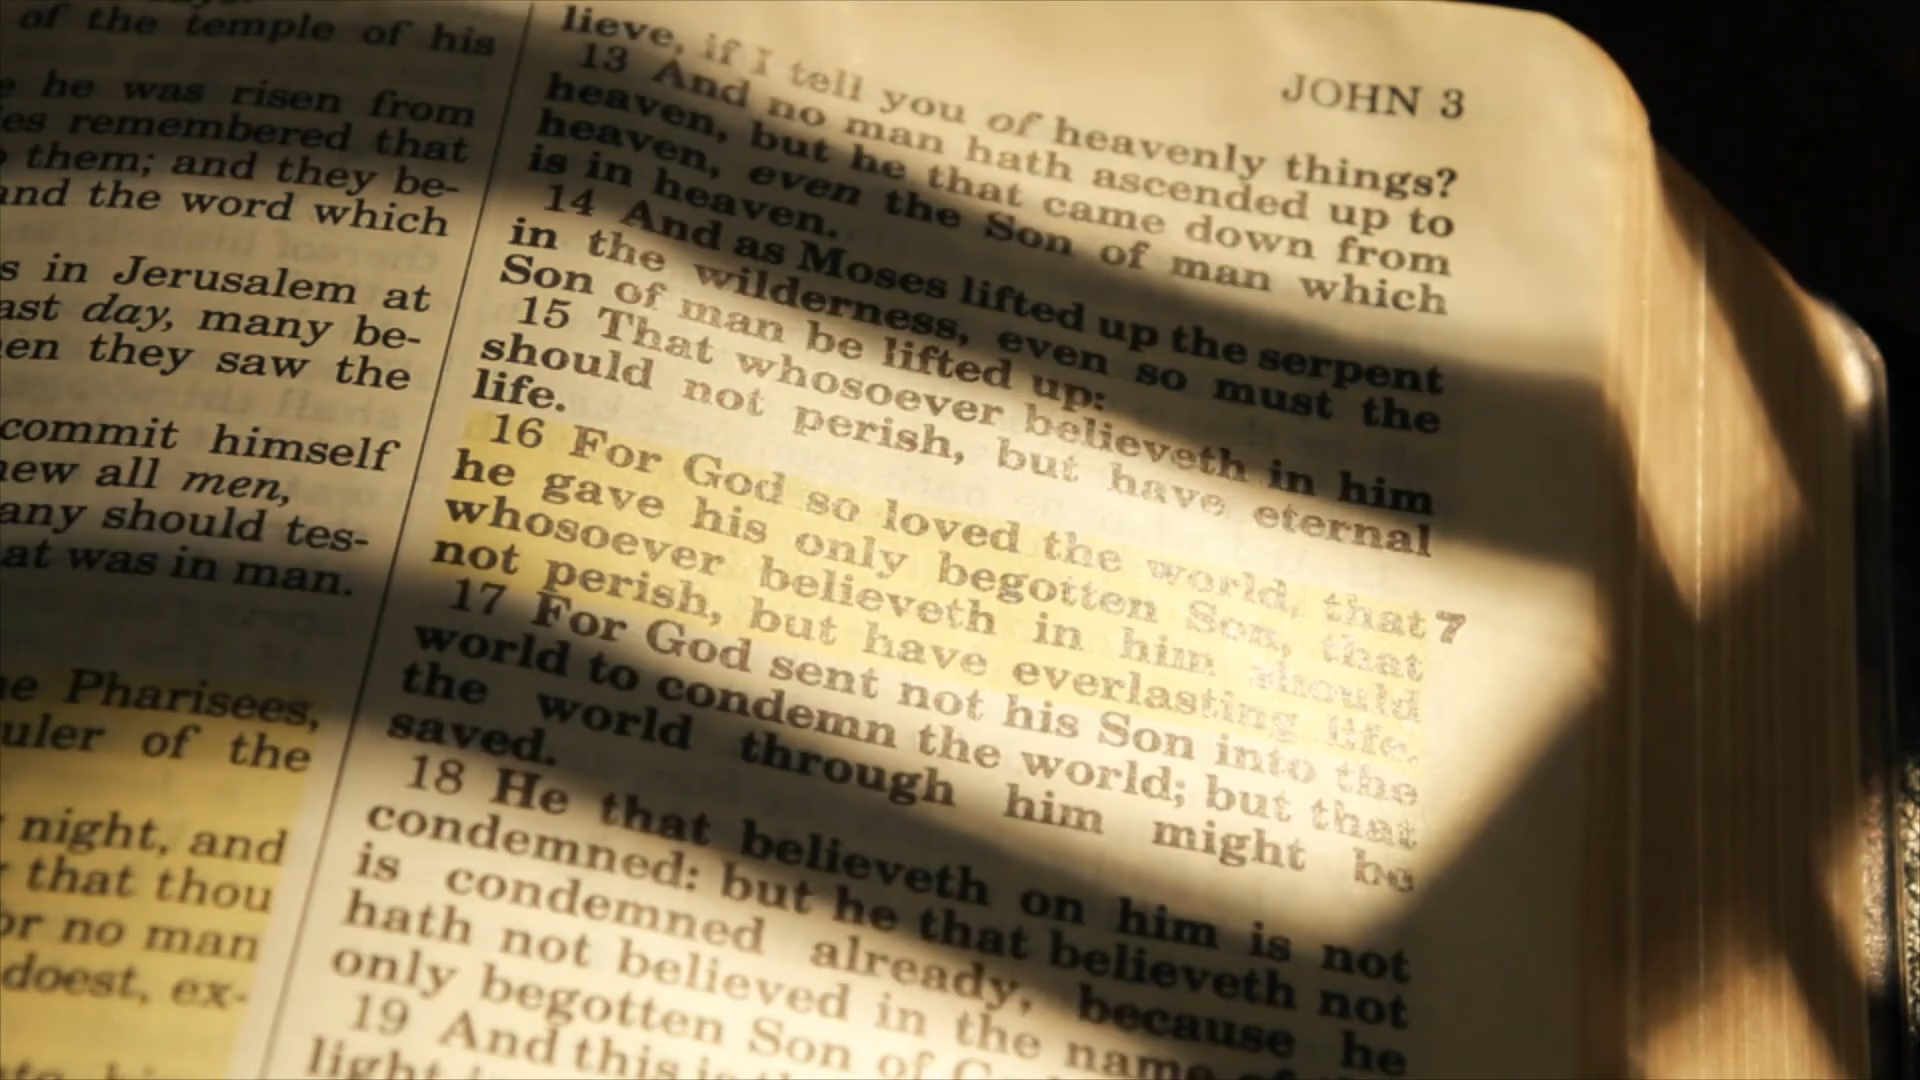 of the temple of his
he was risen from
remembered that
them; and they be-
and the word which
in Jerusalem at
day, many be-
they saw the
commit himself
all men,
any should tes-
at was in man.
Pharisees,
of the
night, and
that thou
no man
doest, ex-
JOHN 3
lieve, if I tell you of heavenly things?
13 And no man hath ascended up to
heaven, but he that came down from
heaven, even the Son of man which
is in heaven.
14 And as Moses lifted up the serpent
in the wilderness, even so must the
Son of man be lifted up:
15 That whosoever believeth in him
should not perish, but have eternal
life.
16 For God so loved the world, that 7
he gave his only begotten Son, that
whosoever believeth in him should
not perish, but have everlasting life.
17 For God sent not his Son into the
world to condemn the world; but that
the world through him might be
saved.
18 He that believeth on him is not
condemned: but he that believeth not
is condemned already, because he
hath not believed in the name of
only begotten Son of
19 And this is
light